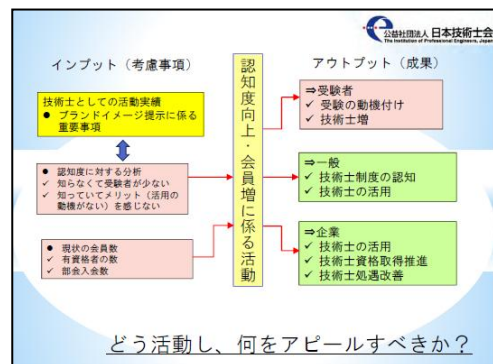 公益社団法人 日本技術士会
The Institution of Professional Engineers, Japan
インプット（考慮事項）
アウトプット（成果）
技術士としての活動実績
● ブランドイメージ提示に係る
重要事項
● 認知度に対する分析
✓ 知らなくて受験者が少ない
✓ 知っていてメリット（活用の
動機がない）を感じない
● 現状の会員数
✓ 有資格者の数
✓ 部会入会数
認知度向上・会員増に係る活動
⇒受験者
✓ 受験の動機付け
✓ 技術士増
⇒一般
✓ 技術士制度の認知
✓ 技術士の活用
⇒企業
✓ 技術士の活用
✓ 技術士資格取得推進
✓ 技術士処遇改善
どう活動し、何をアピールすべきか？